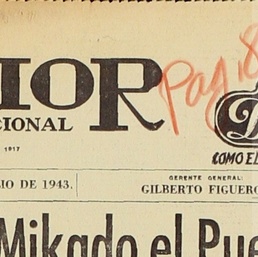 IOR
Pag 8
CIONAL
1917
COMO EL
IO DE 1943.
GERENTE GENERAL:
GILBERTO FIGUERO
Mikado el Pue